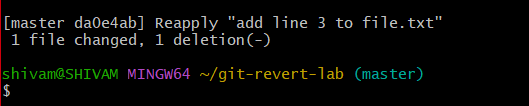 [master da0e4ab] Reapply "add line 3 to file.txt"
1 file changed, 1 deletion(-)
shivam@SHIVAM MINGW64 ~/git-revert-lab (master)
$